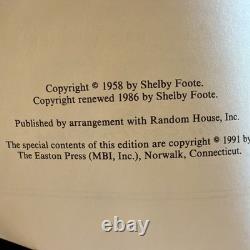 Copyright © 1958 by Shelby Foote.
Copyright renewed 1986 by Shelby Foote.
Published by arrangement with Random House, Inc.
The special contents of this edition are copyright © 1991 by
The Easton Press (MBI, Inc.), Norwalk, Connecticut.
ebay